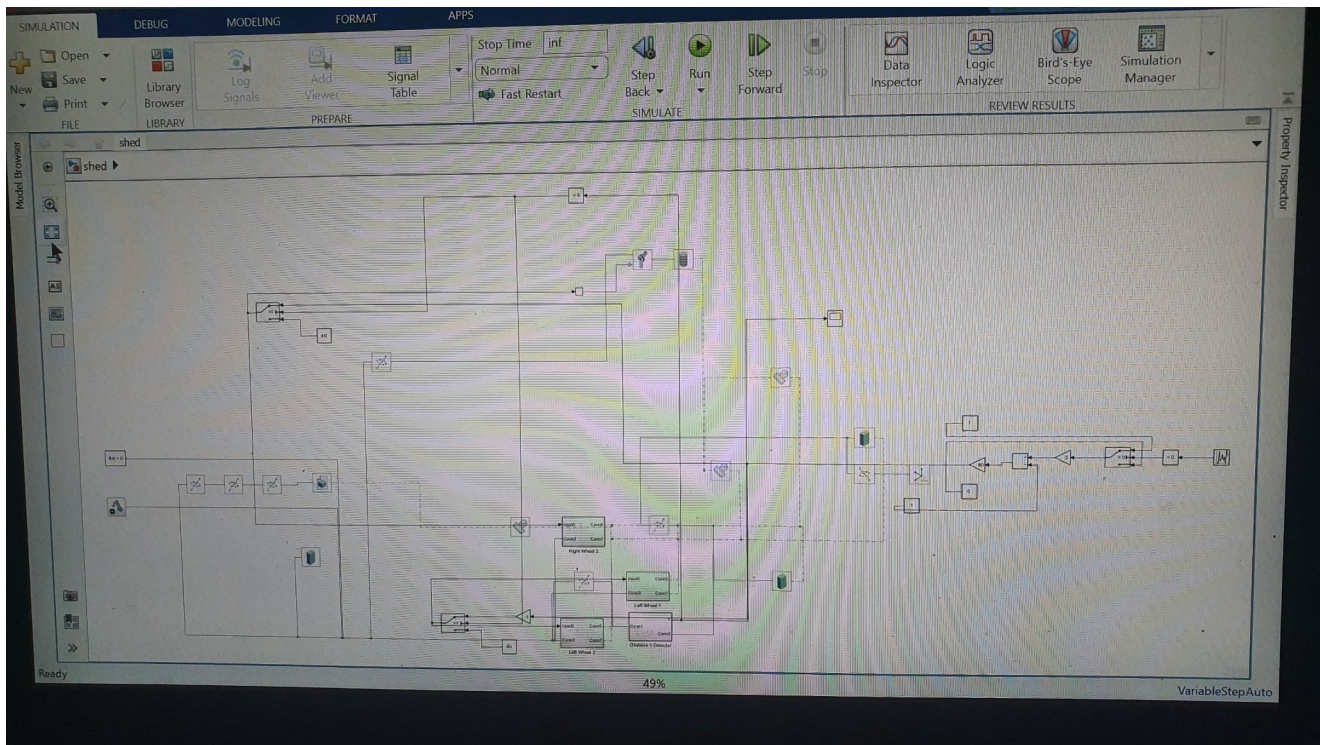 SIMULATION
DEBUG
MODELING
FORMAT
APPS
New
Open
Save
Print
FILE
Library
Browser
LIBRARY
Log
Signals
Add
Viewer
Signal
Table
PREPARE
Stop Time inf
Normal
Fast Restart
Step
Back
Run
Step
Forward
Stop
SIMULATE
Data
Inspector
Logic
Analyzer
Bird's-Eye
Scope
Simulation
Manager
REVIEW RESULTS
Model Browser
shed
shed
Property Inspector
Right Wheel 2
Left Wheel 1
Left Wheel 2
Ready
49%
VariableStepAuto